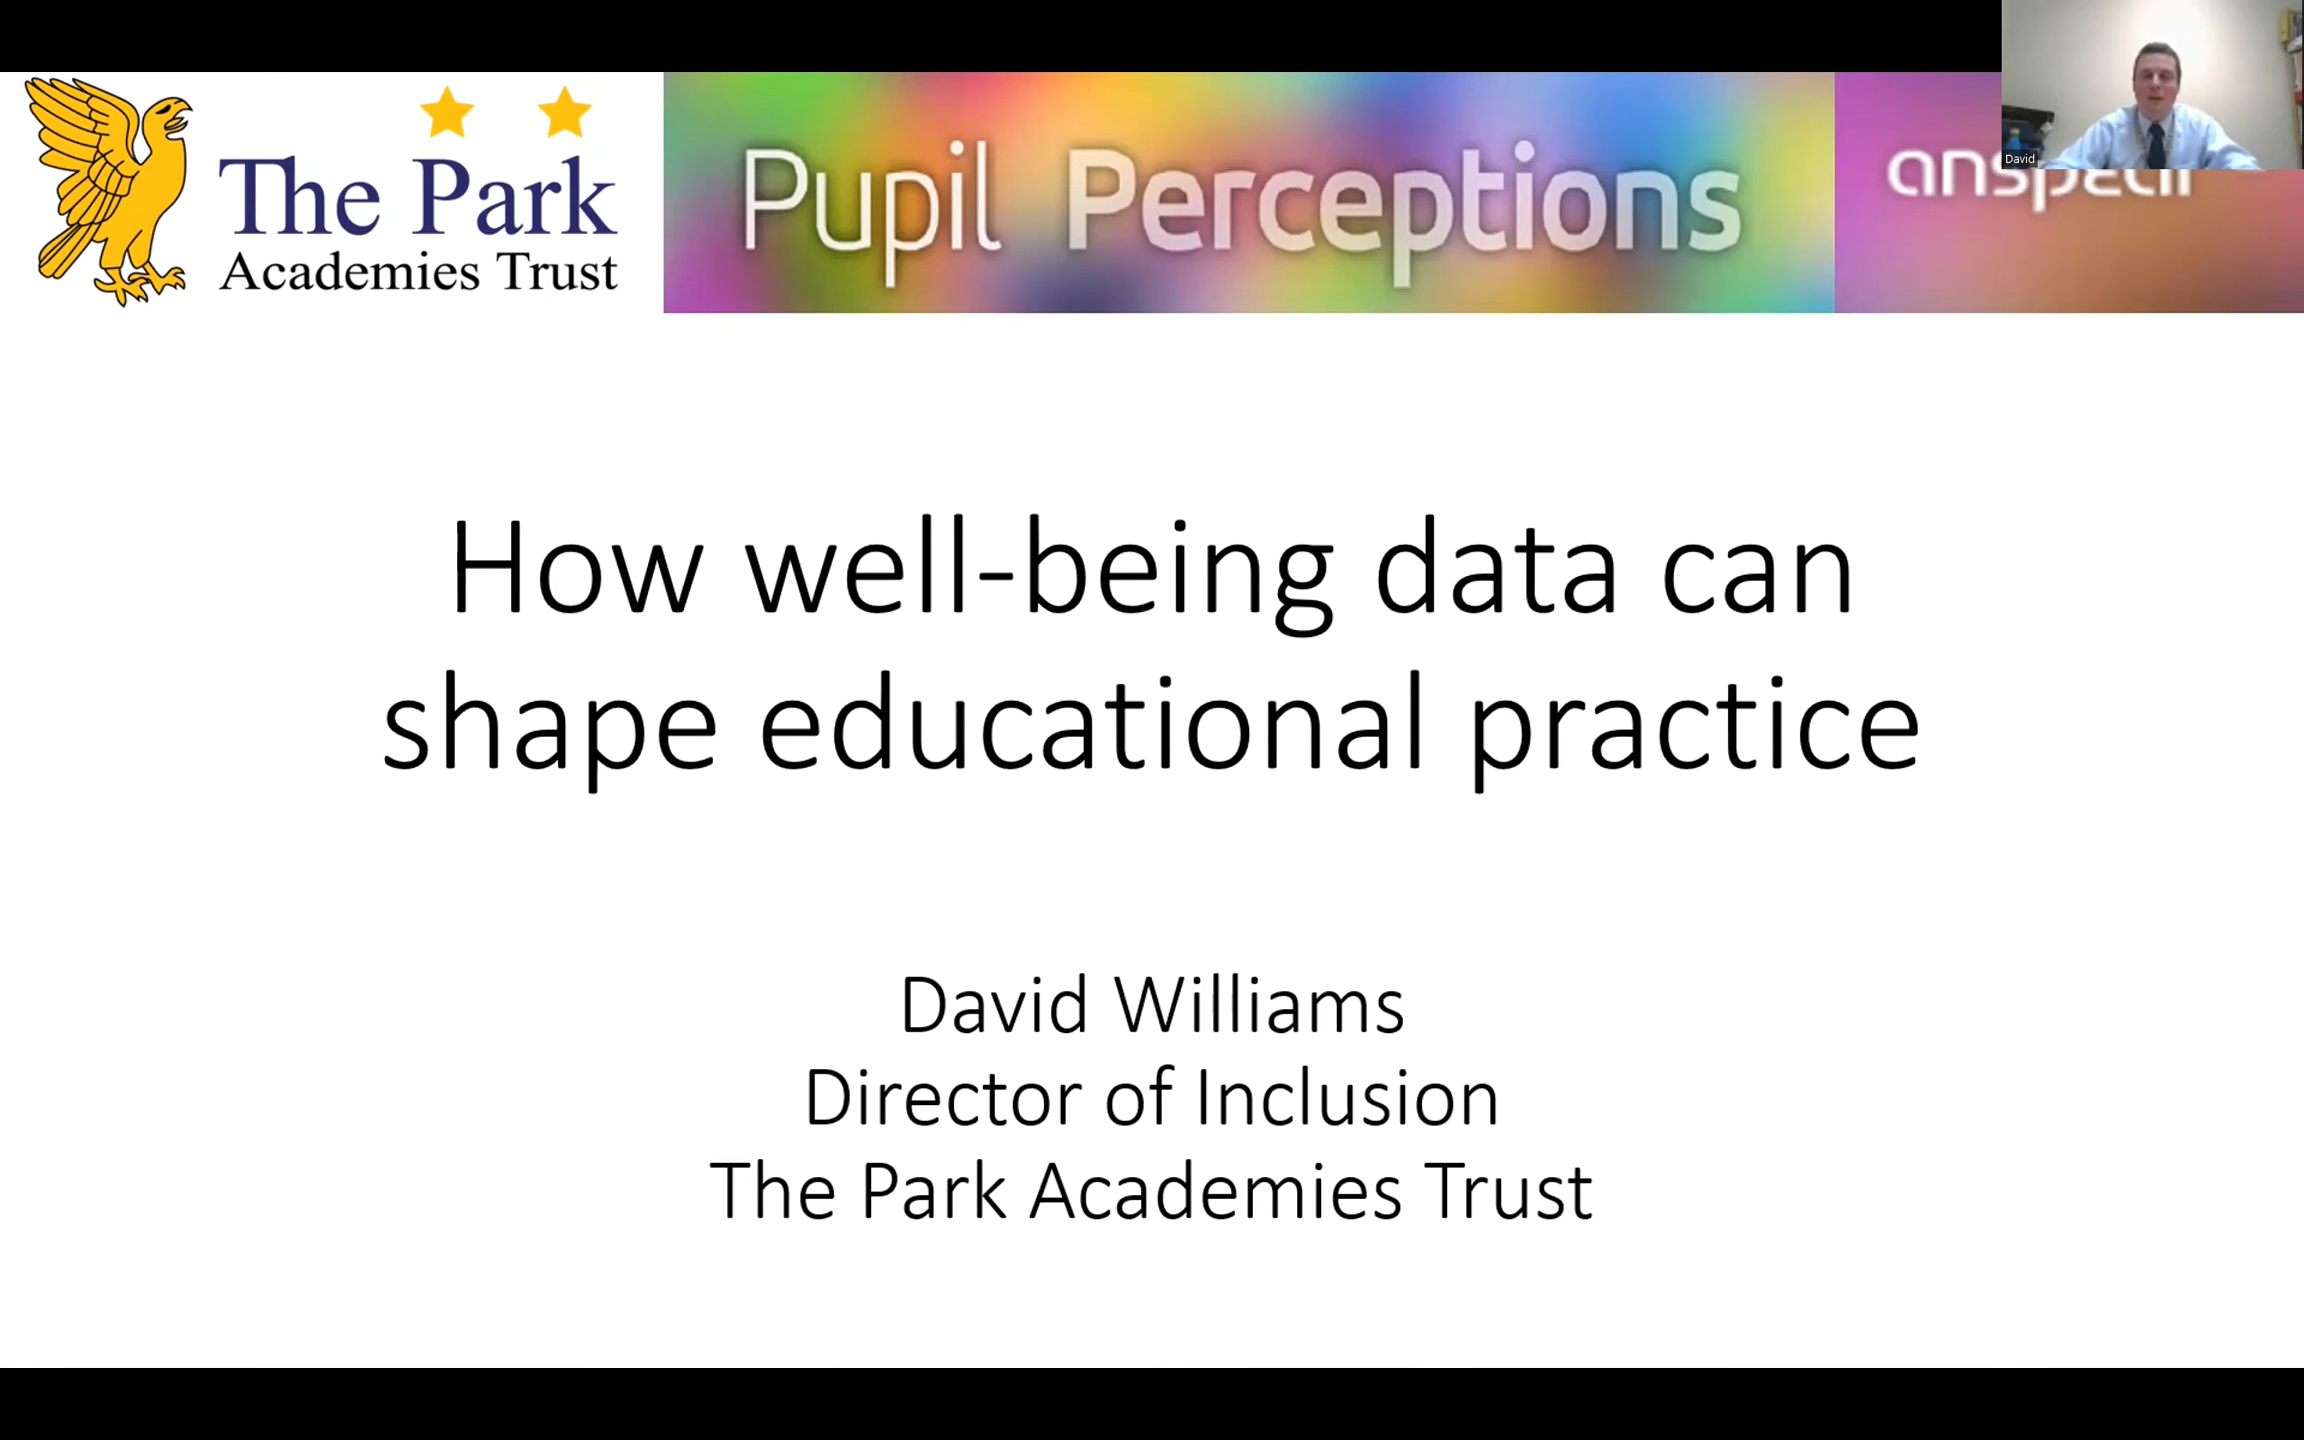 The Park
Academies Trust
Pupil Perceptions
David
How well-being data can
shape educational practice
David Williams
Director of Inclusion
The Park Academies Trust